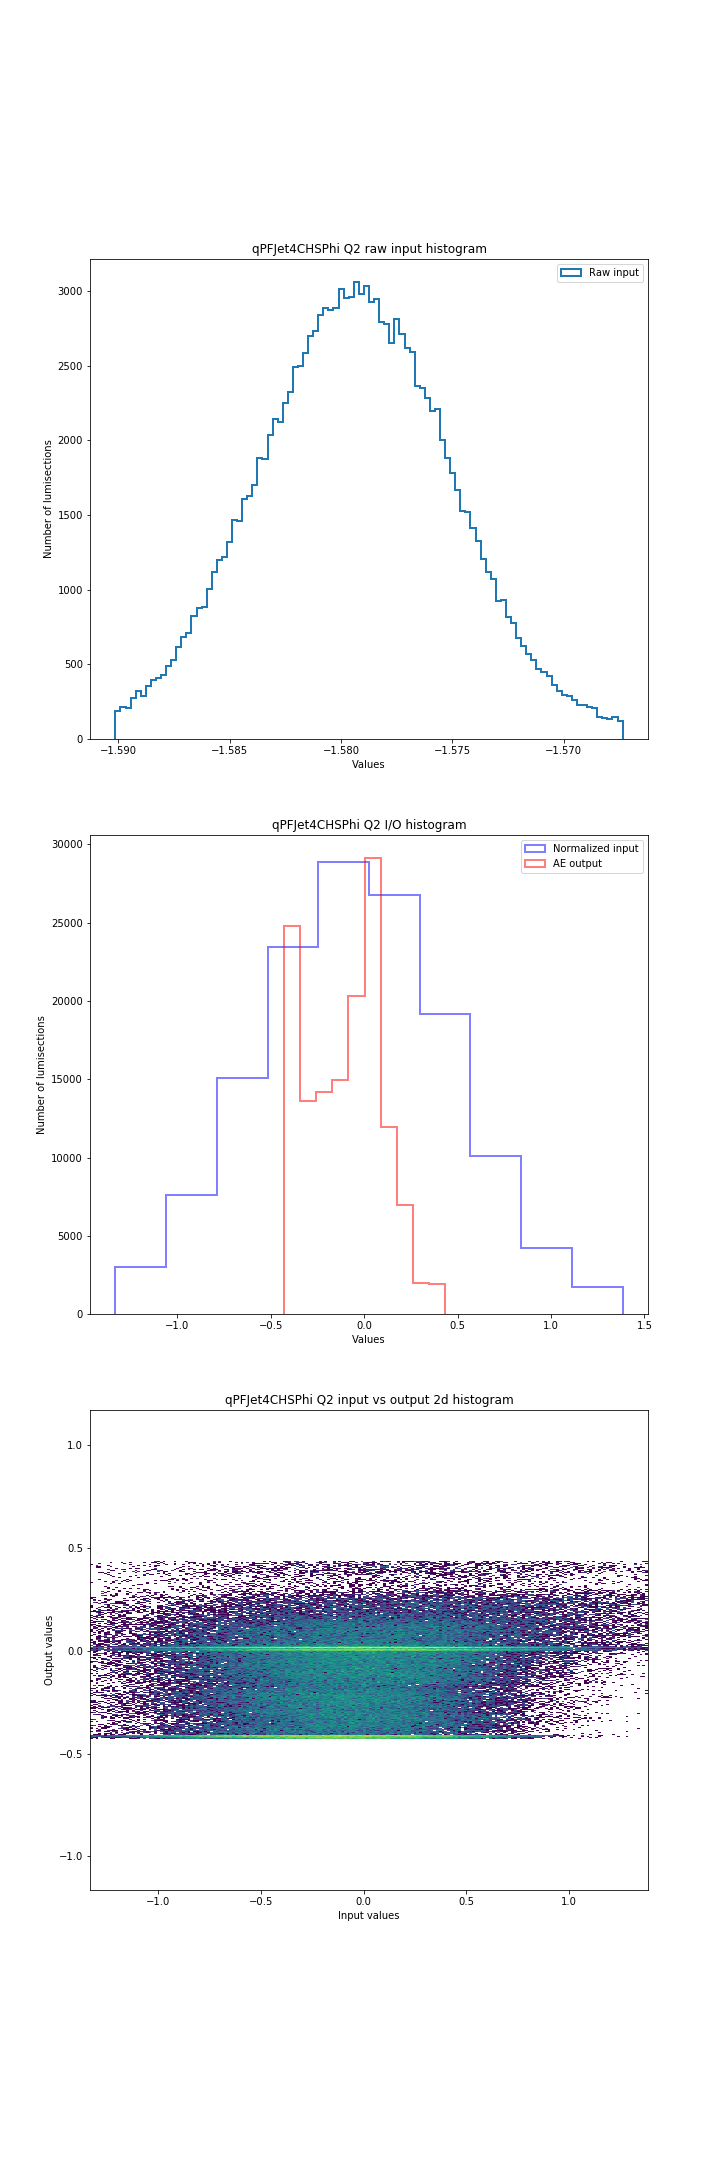 qPFJet4CHSPhi Q2 raw input histogram
Raw input
3000
2500
2000
1500
1000
500
0
Number of lumisections
−1.590 −1.585 −1.580 −1.575 −1.570
Values
qPFJet4CHSPhi Q2 I/O histogram
Normalized input
AE output
30000
25000
20000
15000
10000
5000
0
Number of lumisections
−1.0 −0.5 0.0 0.5 1.0 1.5
Values
qPFJet4CHSPhi Q2 input vs output 2d histogram
1.0
0.5
0.0
−0.5
−1.0
Output values
−1.0 −0.5 0.0 0.5 1.0
Input values